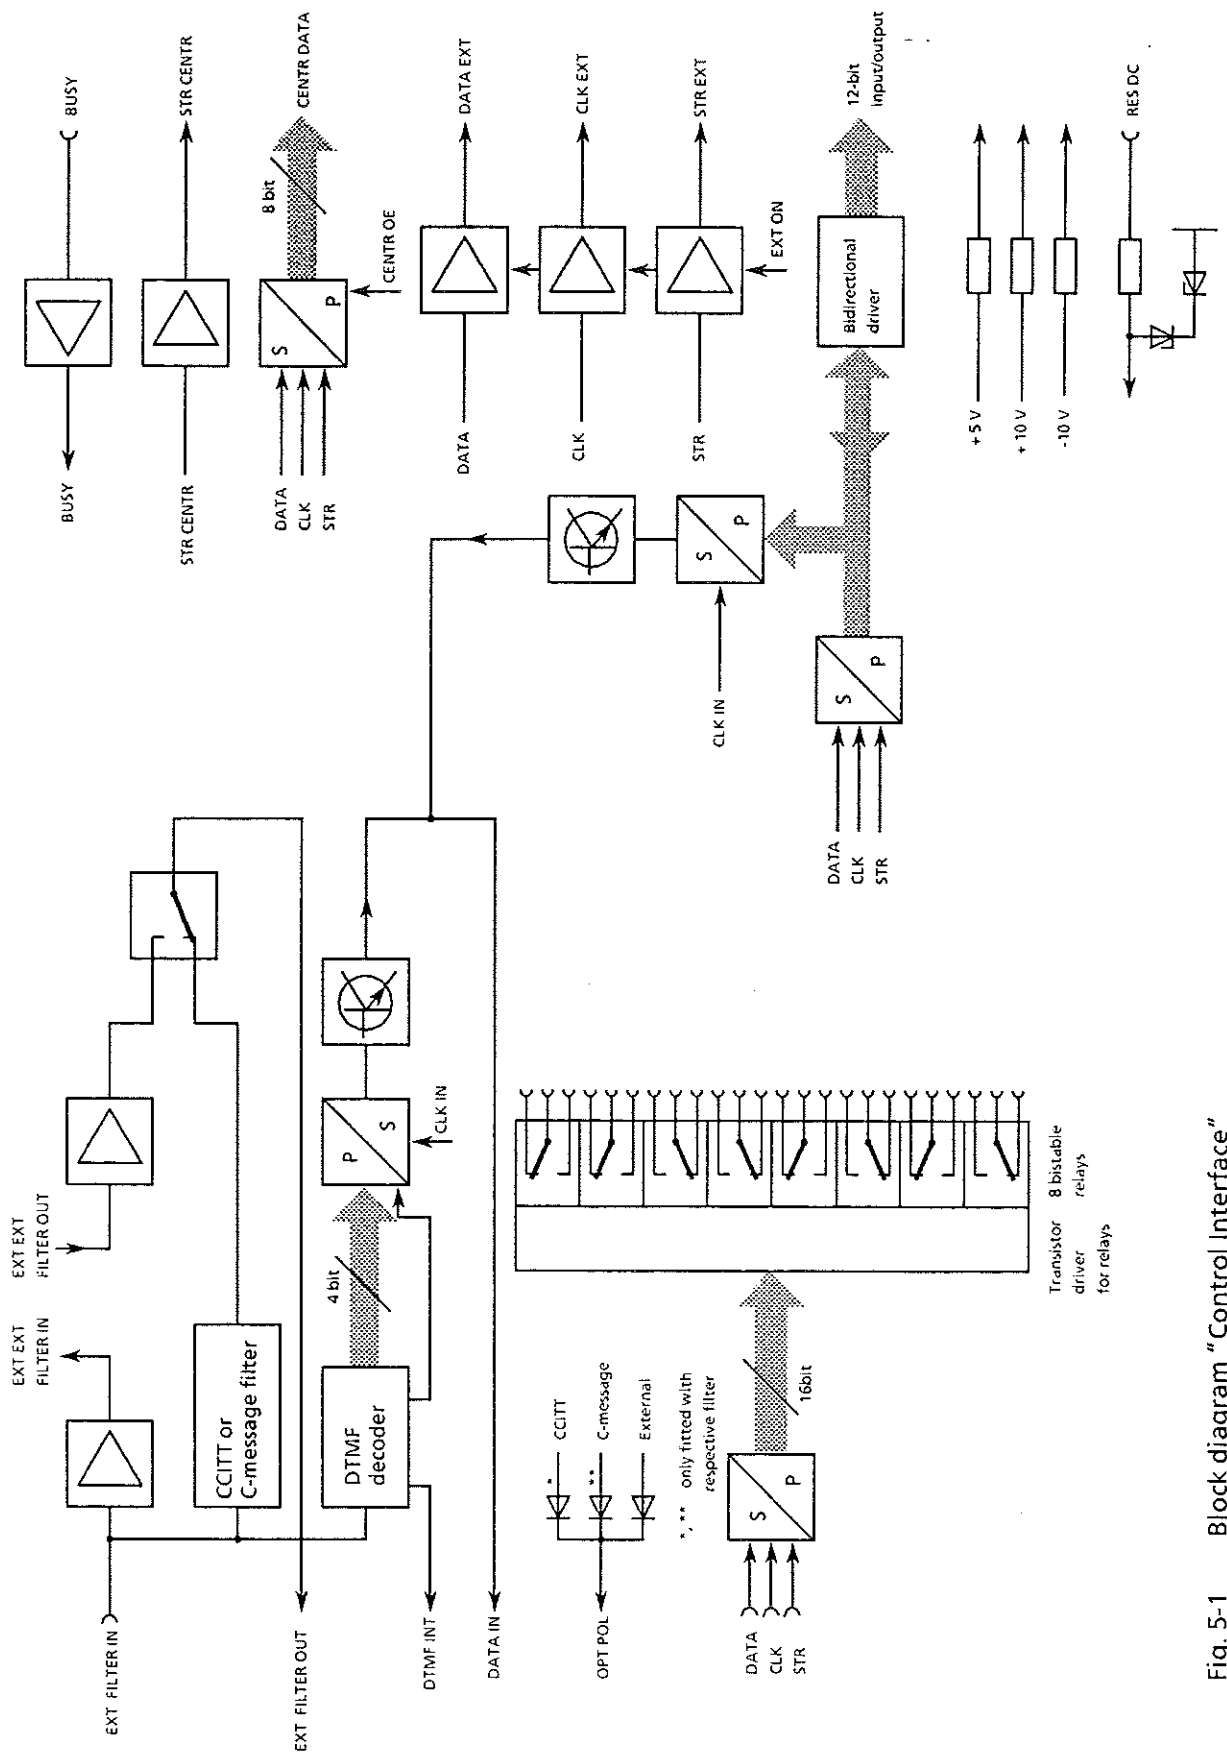 EXT FILTER IN
EXT EXT
FILTER IN
EXT EXT
FILTER OUT
CCITT or
C-message filter
EXT FILTER OUT
DTMF
decoder
4 bit
P
S
CLK IN
DTMF INT
DATA IN
OPT POL
*
CCITT
**
C-message
External
*, ** only fitted with
respective filter
DATA
CLK
STR
S
P
16bit
Transistor
driver
for relays
8 bistable
relays
BUSY
BUSY
STR CENTR
STR CENTR
DATA
CLK
STR
S
P
8 bit
CENTR DATA
CENTR OE
DATA
DATA EXT
CLK
CLK EXT
STR
STR EXT
EXT ON
CLK IN
S
P
DATA
CLK
STR
S
P
Bidirectional
driver
12-bit
input/output
+ 5 V
+ 10 V
-10 V
RES DC
Fig. 5-1 Block diagram "Control Interface"